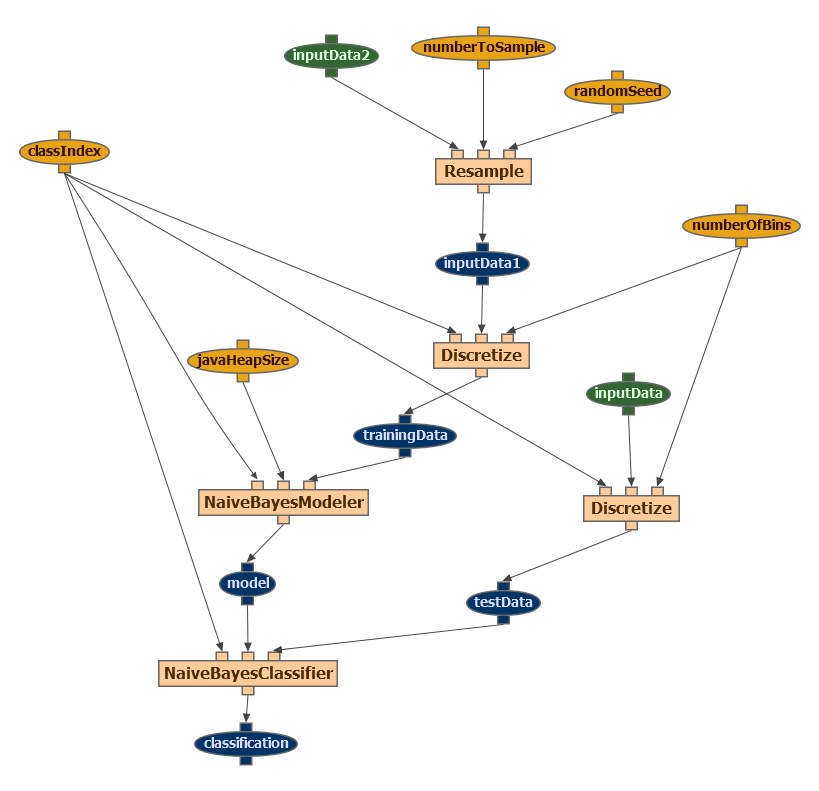 numberToSample
inputData2
randomSeed
classIndex
Resample
numberOfBins
inputData1
Discretize
javaHeapSize
inputData
trainingData
NaiveBayesModeler
Discretize
model
testData
NaiveBayesClassifier
classification